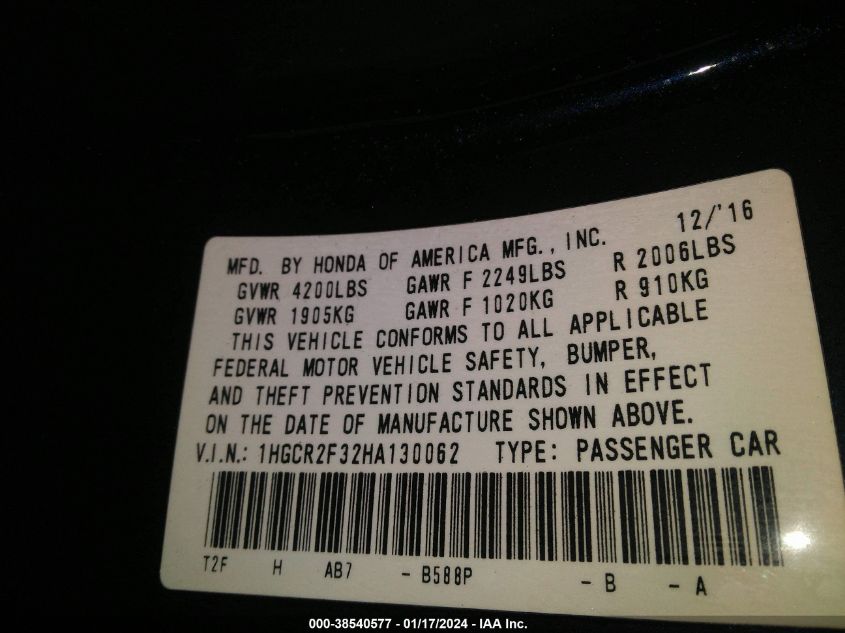 12/'16
MFD. BY HONDA OF AMERICA MFG., INC.
GVWR 4200LBS GAWR F 2249LBS R 2006LBS
GVWR 1905KG GAWR F 1020KG R 910KG
THIS VEHICLE CONFORMS TO ALL APPLICABLE
FEDERAL MOTOR VEHICLE SAFETY, BUMPER,
AND THEFT PREVENTION STANDARDS IN EFFECT
ON THE DATE OF MANUFACTURE SHOWN ABOVE.
V.I.N.: 1HGCR2F32HA130062 TYPE: PASSENGER CAR
T2F H AB7 - B588P - B - A
000-38540577 - 01/17/2024 - IAA Inc.